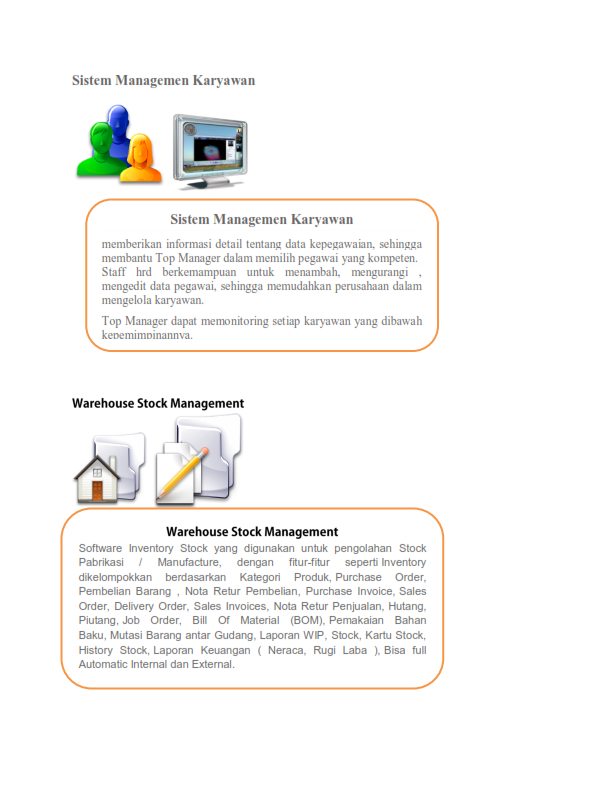 Sistem Managemen Karyawan
Sistem Managemen Karyawan
memberikan informasi detail tentang data kepegawaian, sehingga
membantu Top Manager dalam memilih pegawai yang kompeten.
Staff hrd berkemampuan untuk menambah, mengurangi ,
mengedit data pegawai, sehingga memudahkan perusahaan dalam
mengelola karyawan.
Top Manager dapat memonitoring setiap karyawan yang dibawah
kepemimpinannya.
Warehouse Stock Management
Warehouse Stock Management
Software Inventory Stock yang digunakan untuk pengolahan Stock
Pabrikasi / Manufacture, dengan fitur-fitur seperti Inventory
dikelompokkan berdasarkan Kategori Produk, Purchase Order,
Pembelian Barang , Nota Retur Pembelian, Purchase Invoice, Sales
Order, Delivery Order, Sales Invoices, Nota Retur Penjualan, Hutang,
Piutang, Job Order, Bill Of Material (BOM), Pemakaian Bahan
Baku, Mutasi Barang antar Gudang, Laporan WIP, Stock, Kartu Stock,
History Stock, Laporan Keuangan ( Neraca, Rugi Laba ), Bisa full
Automatic Internal dan External.